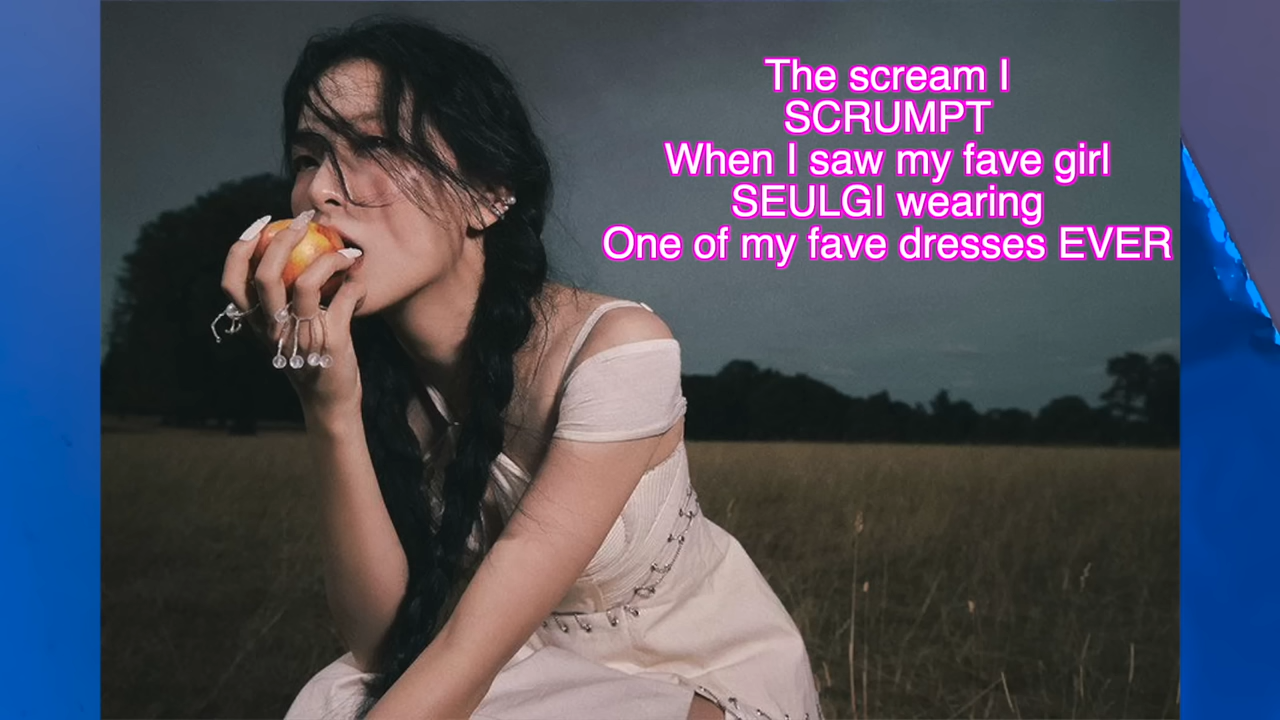 The scream I
SCRUMPT
When I saw my fave girl
SEULGI wearing
One of my fave dresses EVER